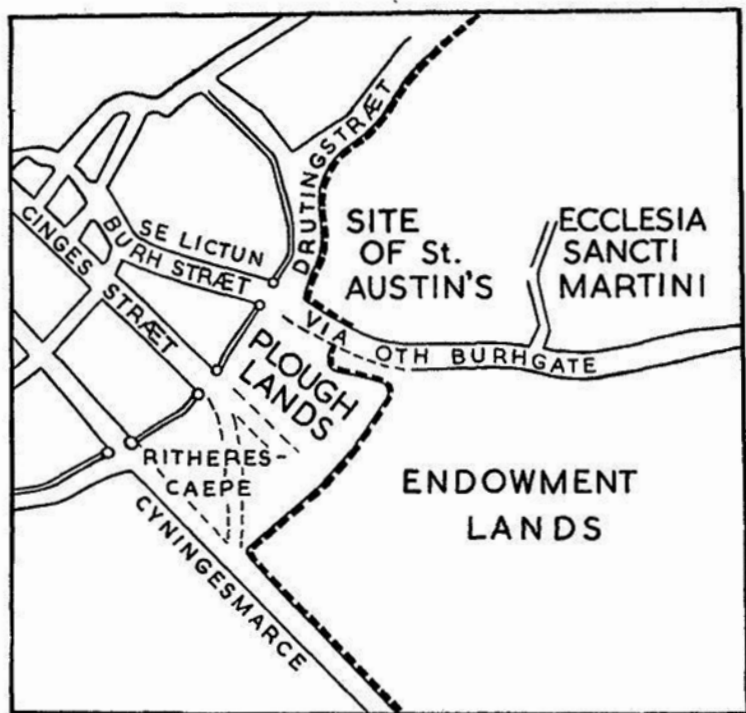 DRUTINGSTRÆT
SITE
OF St.
AUSTIN'S
ECCLESIA
SANCTI
MARTINI
SE LICTUN
BURH STRÆT
CINGES STRÆT
VIA OTH BURHGATE
PLOUGH
LANDS
RITHERES-
CAEPE
ENDOWMENT
LANDS
CYNINGESMARCE